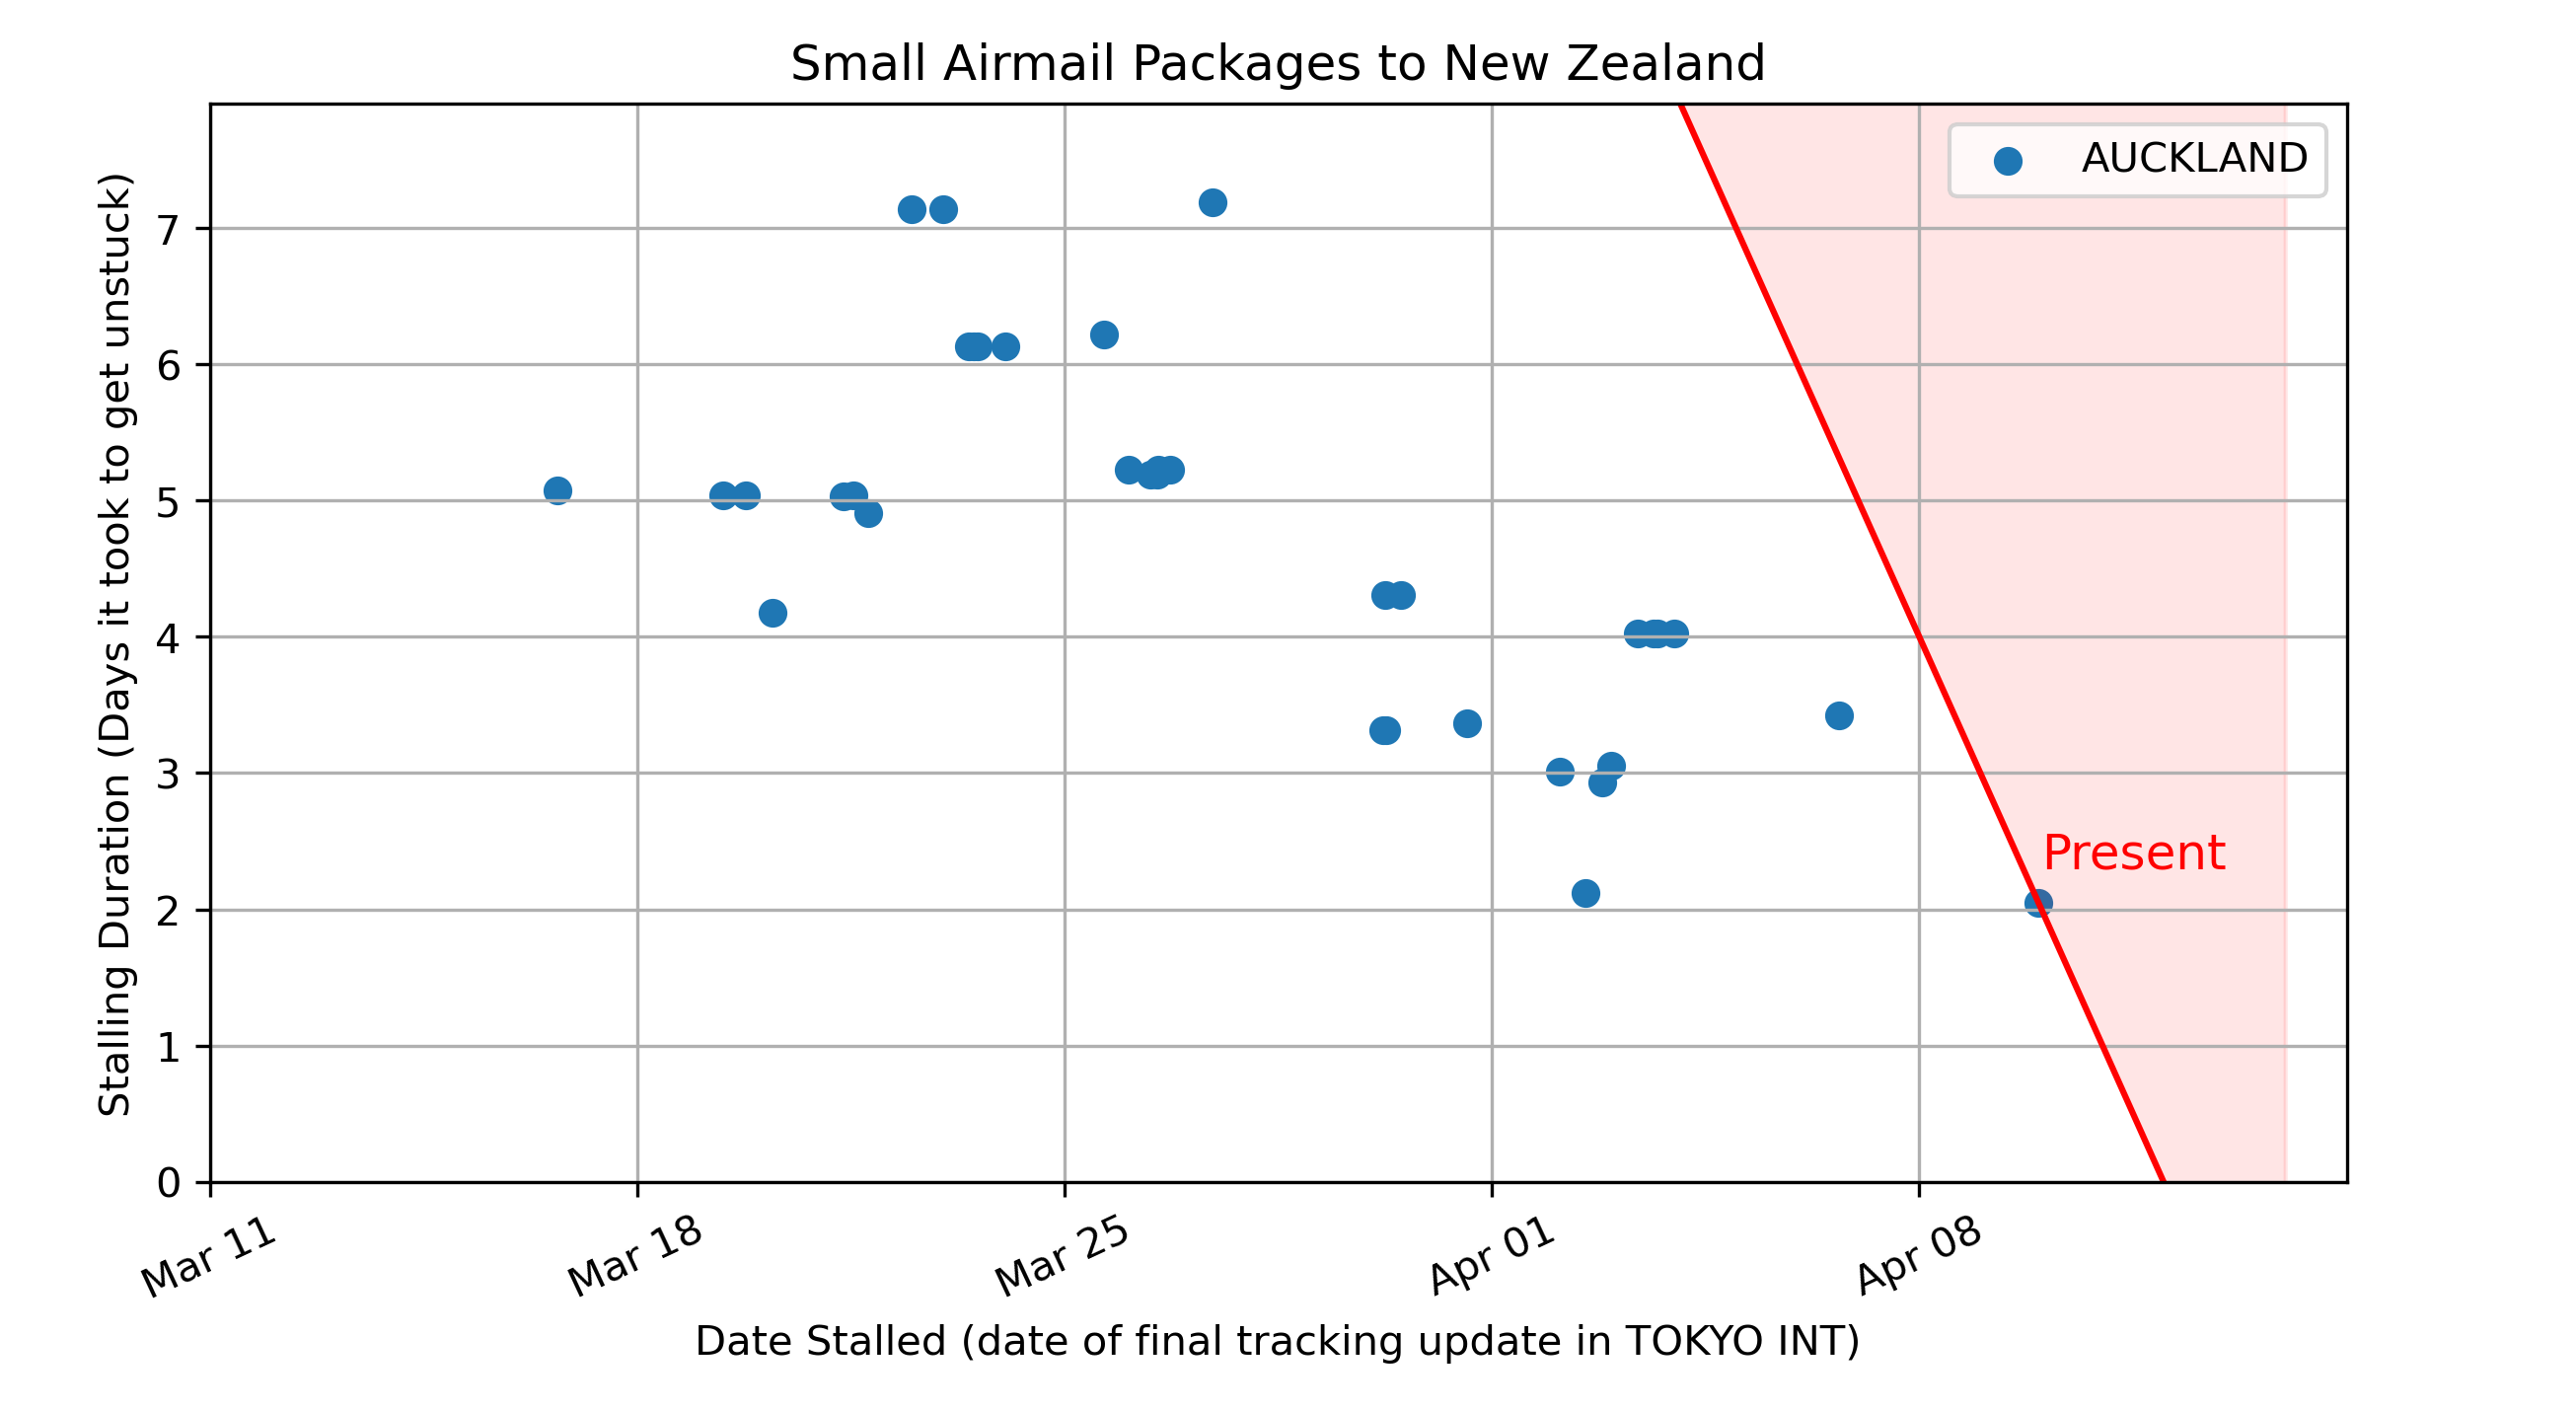 Small Airmail Packages to New Zealand
AUCKLAND
Stalling Duration (Days it took to get unstuck)
7
6
5
4
3
2
1
0
Present
Mar 11
Mar 18
Mar 25
Apr 01
Apr 08
Date Stalled (date of final tracking update in TOKYO INT)